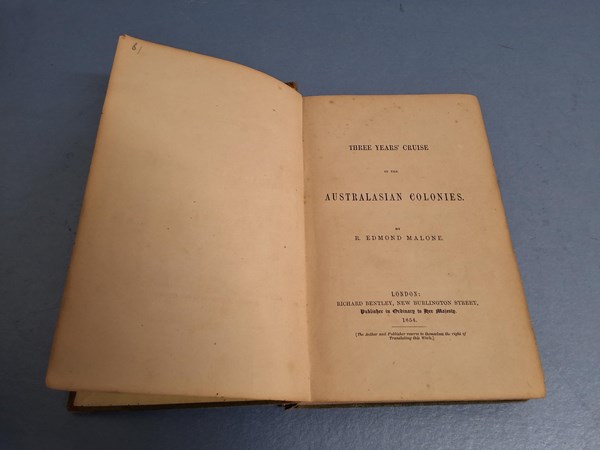 THREE YEARS' CRUISE
IN THE
AUSTRALASIAN COLONIES.
BY
R. EDMOND MALONE.
LONDON:
RICHARD BENTLEY, NEW BURLINGTON STREET,
Publisher in Ordinary to Her Majesty.
1854.
[The Author and Publisher reserve to themselves the right of
Translating this Work.]